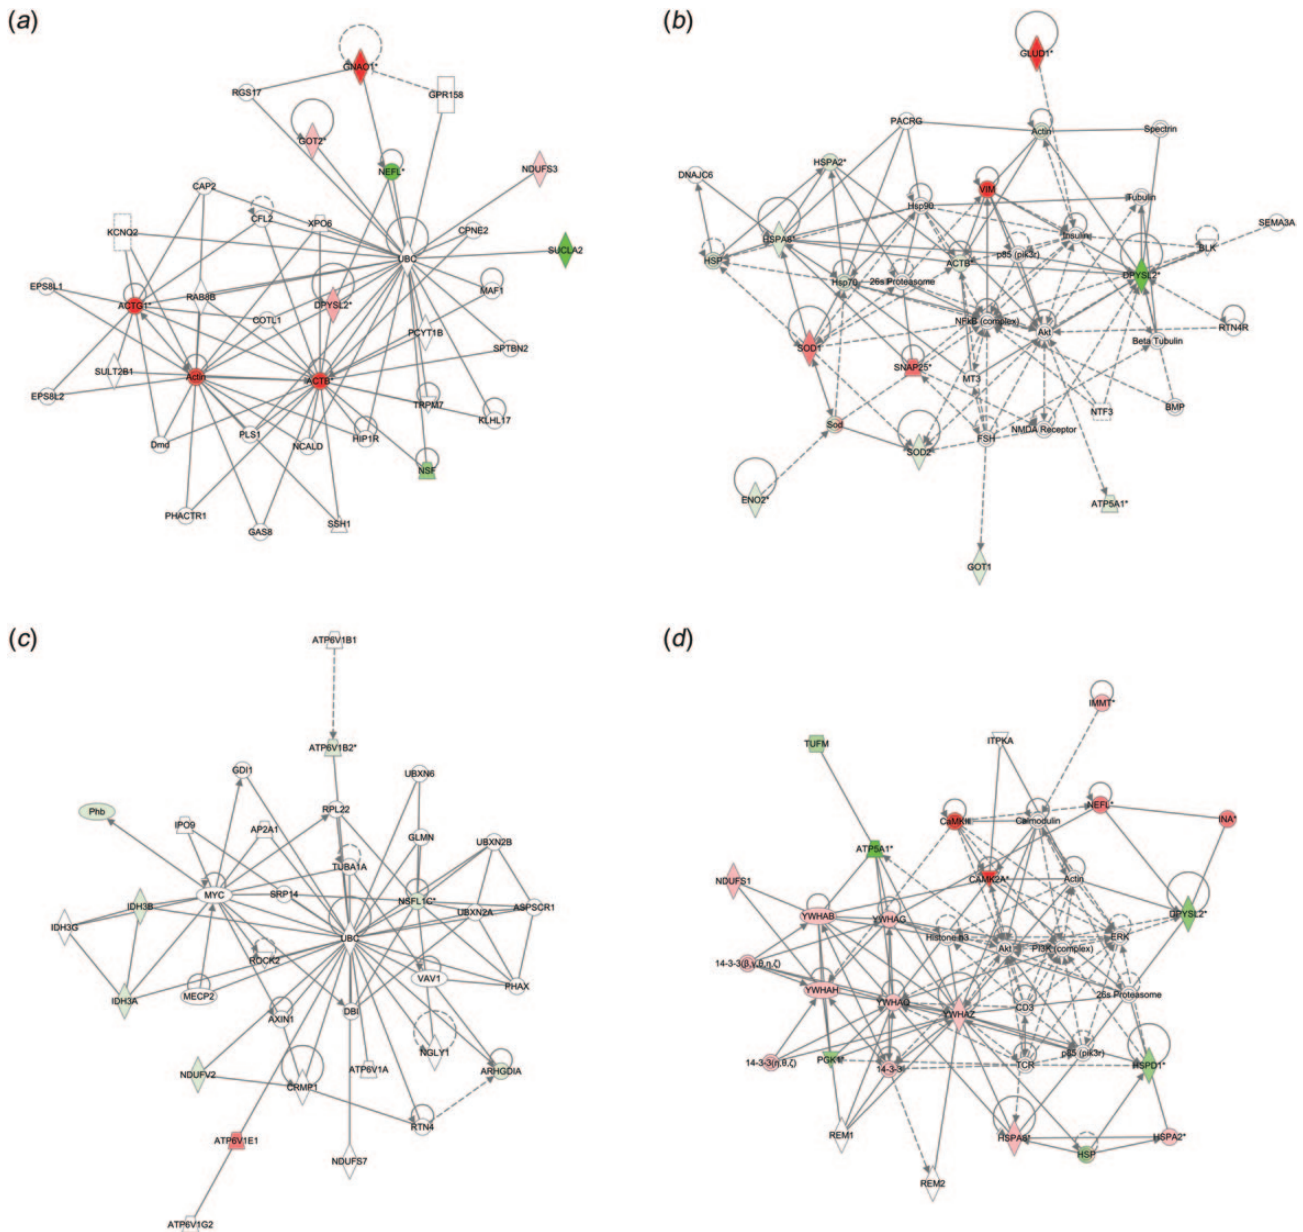 (a)
GNAO1*
RGS17
GPR158
GOT2*
NEFL*
NDUFS3
CAP2
CFL2
XPO6
CPNE2
KCNQ2
UBC
SUCLA2
EPS8L1
ACTG1*
RAB8B
DPYSL2*
MAF1
COTL1
PCYT1B
SPTBN2
SULT2B1
Actin
ACTB*
EPS8L2
TRPM7
KLHL17
Dmd
PLS1
NCALD
HIP1R
NSF
PHACTR1
GAS8
SSH1
(b)
GLUD1*
PACRG
Actin
Spectrin
HSPA2*
DNAJC6
VIM
Hsp90
Tubulin
SEMA3A
HSPA8*
Insulin
BLK
HSP
ACTB*
p85 (pik3r)
DPYSL2*
Hsp70
26s Proteasome
NFkB (complex)
Akt
RTN4R
SOD1
Beta Tubulin
SNAP25*
MT3
NTF3
BMP
Sod
FSH
NMDA Receptor
SOD2
ENO2*
ATP5A1*
GOT1
(c)
ATP6V1B1
ATP6V1B2*
GDI1
UBXN6
Phb
IPO9
AP2A1
RPL22
GLMN
UBXN2B
TUBA1A
MYC
SRP14
NSFL1C*
IDH3B
UBXN2A
ASPSCR1
IDH3G
UBC
ROCK2
VAV1
IDH3A
MECP2
PHAX
AXIN1
DBI
NGLY1
NDUFV2
CRMP1
ATP6V1A
ARHGDIA
RTN4
ATP6V1E1
NDUFS7
ATP6V1G2
(d)
IMMT*
TUFM
ITPKA
NEFL*
CaMKII
Calmodulin
INA*
ATP5A1*
NDUFS1
CAMK2A*
Actin
YWHAB
YWHAG
DPYSL2*
Histone h3
Akt
PI3K (complex)
ERK
14-3-3(β,γ,θ,η,ζ)
YWHAH
YWHAQ
YWHAZ
CD3
26s Proteasome
14-3-3(η,θ,ζ)
PGK1*
14-3-3
TCR
p85 (pik3r)
HSPD1*
REM1
HSPA8*
HSP
HSPA2*
REM2